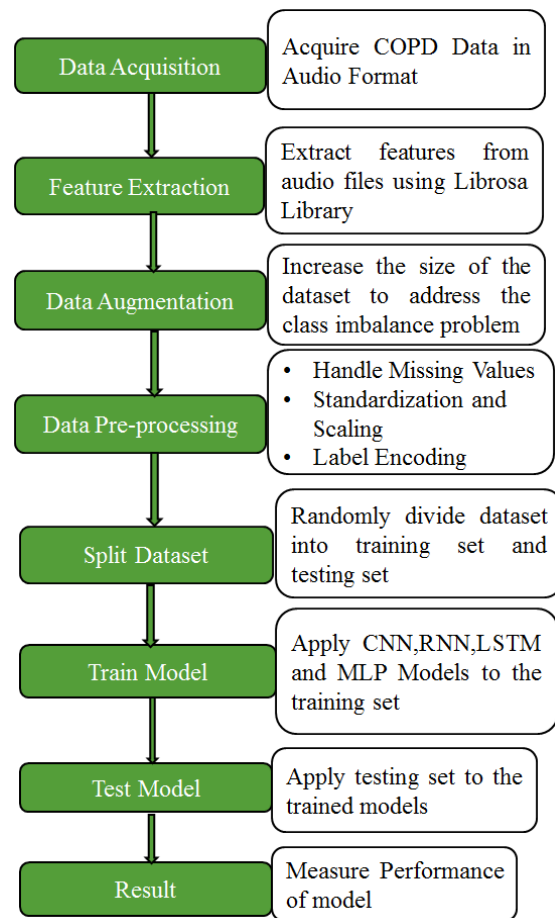 Data Acquisition
Acquire COPD Data in
Audio Format
Feature Extraction
Extract features from
audio files using Librosa
Library
Data Augmentation
Increase the size of the
dataset to address the
class imbalance problem
Data Pre-processing
• Handle Missing Values
• Standardization and
Scaling
• Label Encoding
Split Dataset
Randomly divide dataset
into training set and
testing set
Train Model
Apply CNN,RNN,LSTM
and MLP Models to the
training set
Test Model
Apply testing set to the
trained models
Result
Measure Performance
of model